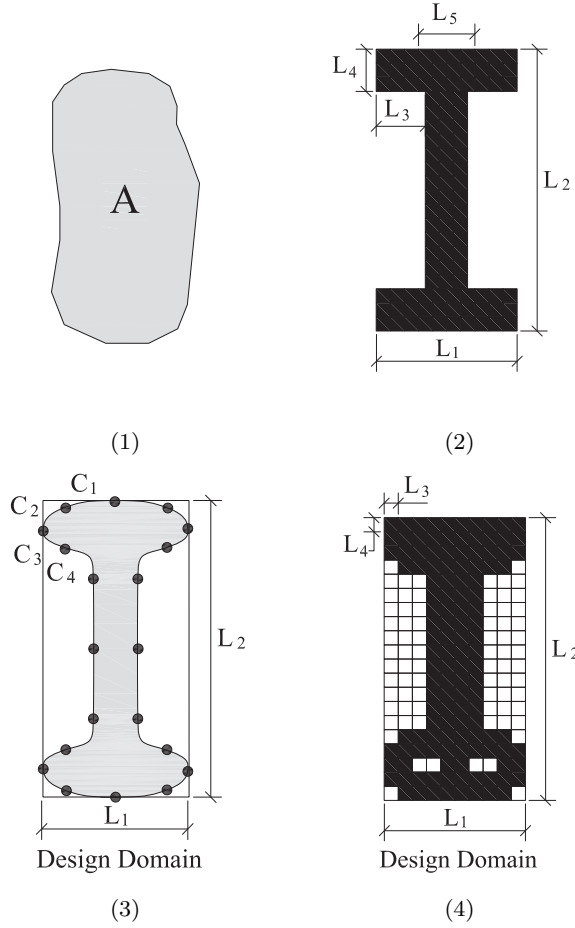 A
(1)
L5
L4
L3
L2
L1
(2)
C1
C2
C3
C4
L2
L1
Design Domain
(3)
L3
L4
L2
L1
Design Domain
(4)